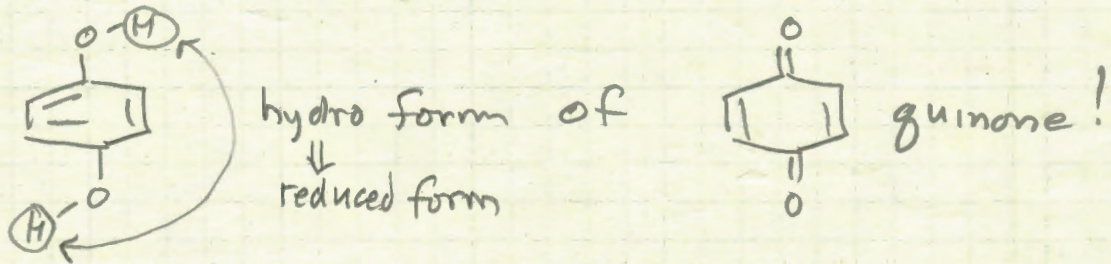 O H
hydro form of quinone!
⇓
reduced form
H O
O
O